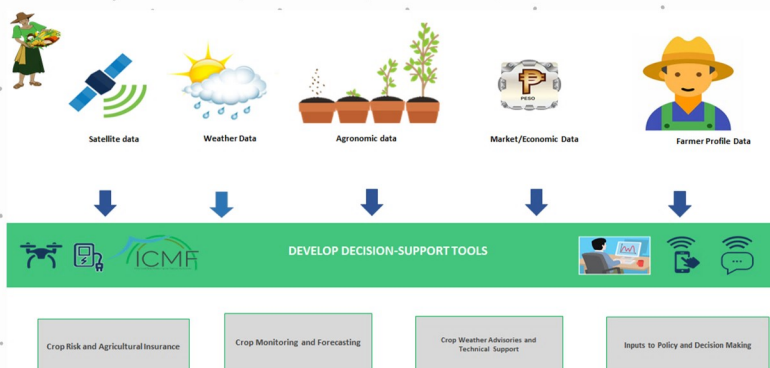 Satellite data
Weather Data
Agronomic data
P
PESO
Market/Economic Data
Farmer Profile Data
ICMF
DEVELOP DECISION-SUPPORT TOOLS
Crop Risk and Agricultural Insurance
Crop Monitoring and Forecasting
Crop Weather Advisories and
Technical Support
Inputs to Policy and Decision Making